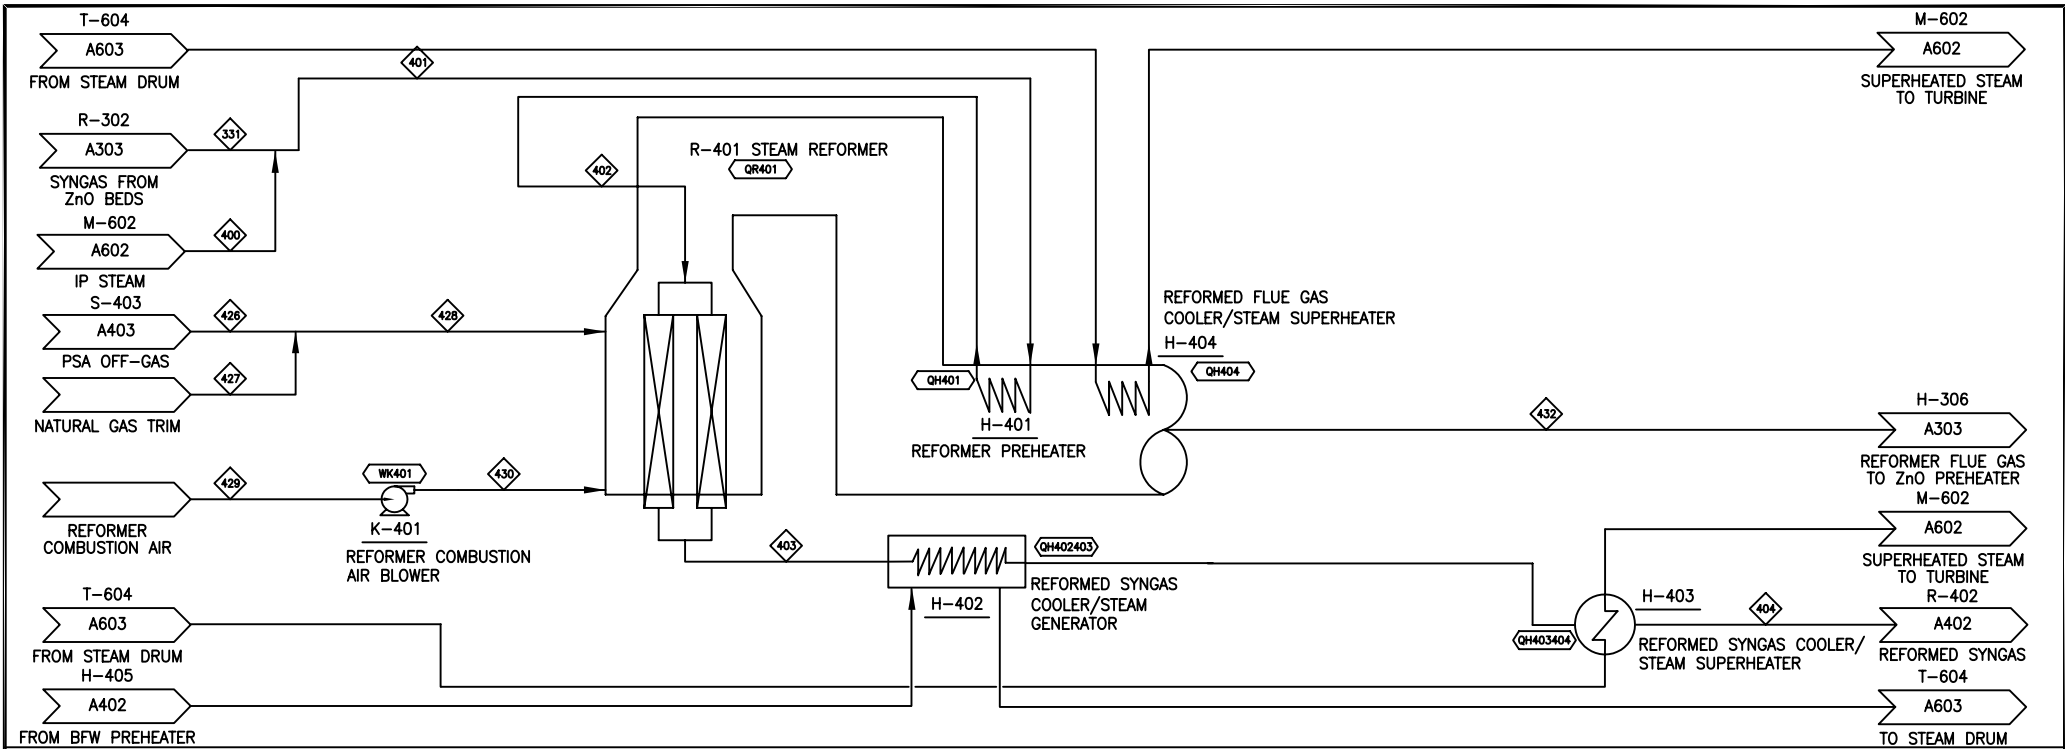 T-604
A603
FROM STEAM DRUM
401
R-302
A303
331
SYNGAS FROM
ZnO BEDS
M-602
A602
400
IP STEAM
S-403
A403
426
428
PSA OFF-GAS
427
NATURAL GAS TRIM
429
REFORMER
COMBUSTION AIR
WK401
430
K-401
REFORMER COMBUSTION
AIR BLOWER
T-604
A603
FROM STEAM DRUM
H-405
A402
FROM BFW PREHEATER
402
R-401 STEAM REFORMER
QR401
403
QH401
H-401
REFORMER PREHEATER
REFORMED FLUE GAS
COOLER/STEAM SUPERHEATER
H-404
QH404
QH402403
H-402
REFORMED SYNGAS
COOLER/STEAM
GENERATOR
432
QH403404
H-403
404
REFORMED SYNGAS COOLER/
STEAM SUPERHEATER
M-602
A602
SUPERHEATED STEAM
TO TURBINE
H-306
A303
REFORMER FLUE GAS
TO ZnO PREHEATER
M-602
A602
SUPERHEATED STEAM
TO TURBINE
R-402
A402
REFORMED SYNGAS
T-604
A603
TO STEAM DRUM